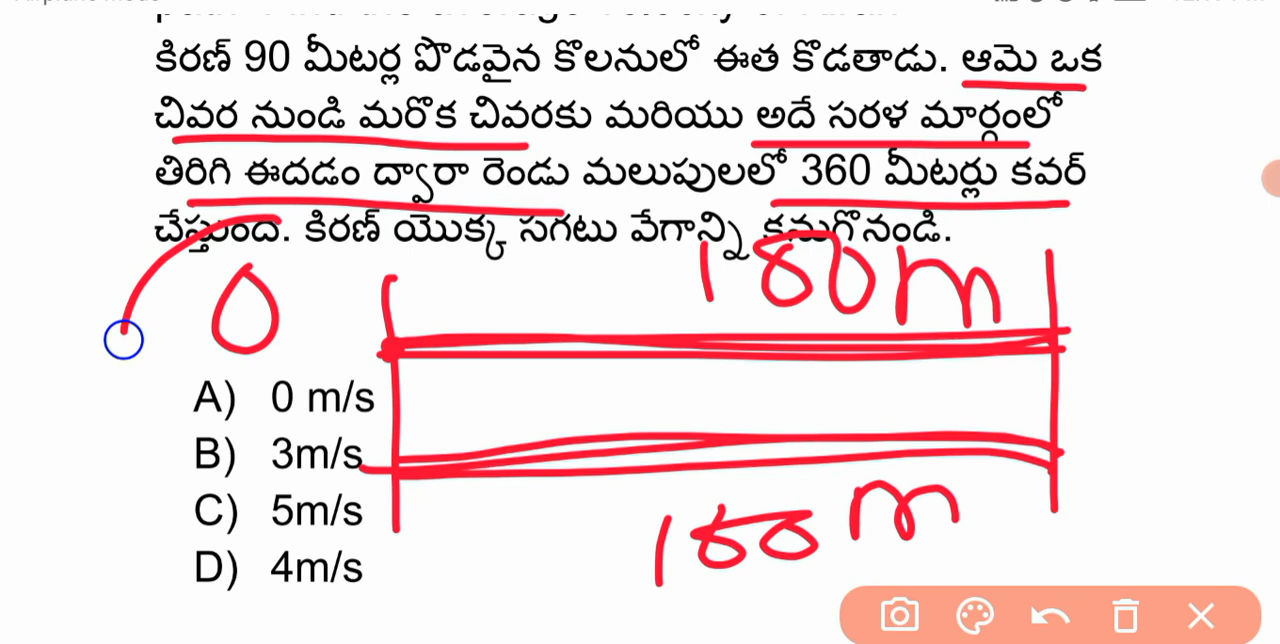 కిరణ్ 90 మీటర్ల పొడవైన కొలనులో ఈత కొడతాడు. ఆమె ఒక
చివర నుండి మరొక చివరకు మరియు అదే సరళ మార్గంలో
తిరిగి ఈదడం ద్వారా రెండు మలుపులలో 360 మీటర్లు కవర్
చేస్తుంది. కిరణ్ యొక్క సగటు వేగాన్ని కనుగొనండి.
180m
0
A) 0 m/s
B) 3m/s
C) 5m/s
D) 4m/s
180 m